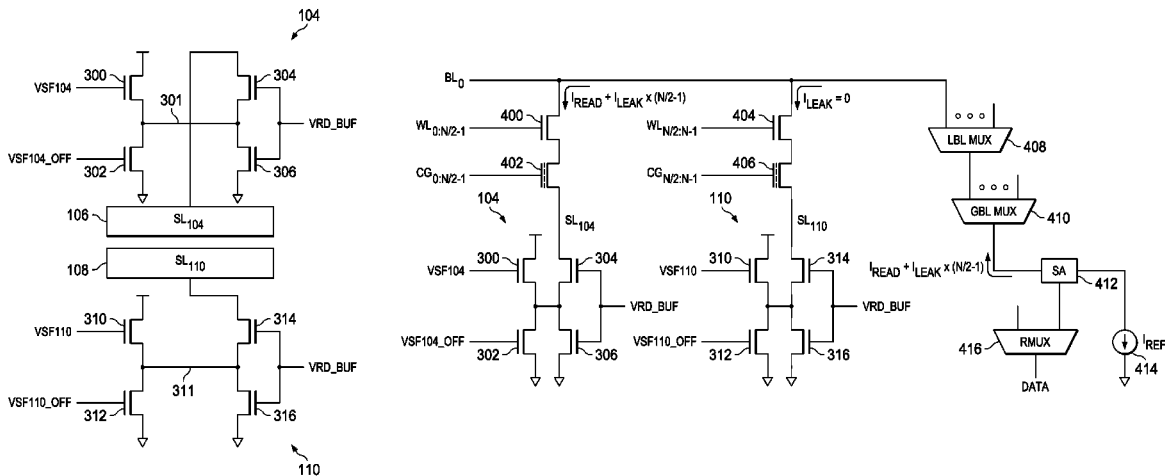 104
300
304
VSF104
301
VRD_BUF
VSF104_OFF
302
306
106
SL104
108
SL110
310
314
VSF110
VRD_BUF
311
VSF110_OFF
312
316
110
BL0
IREAD + ILEAK x (N/2-1)
ILEAK = 0
400
404
WL0:N/2-1
WLN/2:N-1
402
406
CG0:N/2-1
CGN/2:N-1
104
SL104
110
SL110
300
304
310
314
VSF104
VSF110
VRD_BUF
VRD_BUF
VSF104_OFF
302
306
VSF110_OFF
312
316
LBL MUX
408
GBL MUX
410
IREAD + ILEAK x (N/2-1)
SA
412
416
RMUX
IREF
414
DATA